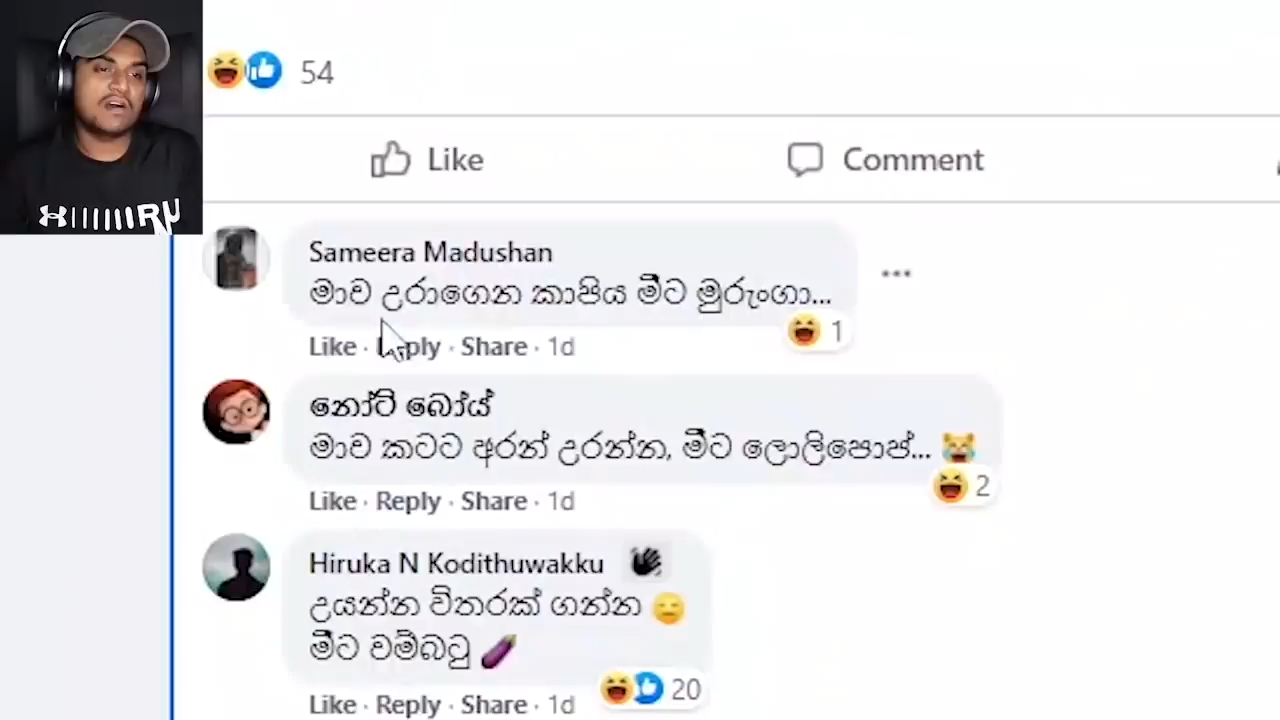 54
Like
Comment
Sameera Madushan
මාව උරාගෙන කාපිය මීට මුරුංගා...
1
Like · Reply · Share · 1d
නෝටි බෝය්
මාව කටට අරන් උරන්න, මීට ලොලිපොප්... 😹
2
Like · Reply · Share · 1d
Hiruka N Kodithuwakku
උයන්න විතරක් ගන්න 😑
මීට වම්බටු 🍆
20
Like · Reply · Share · 1d